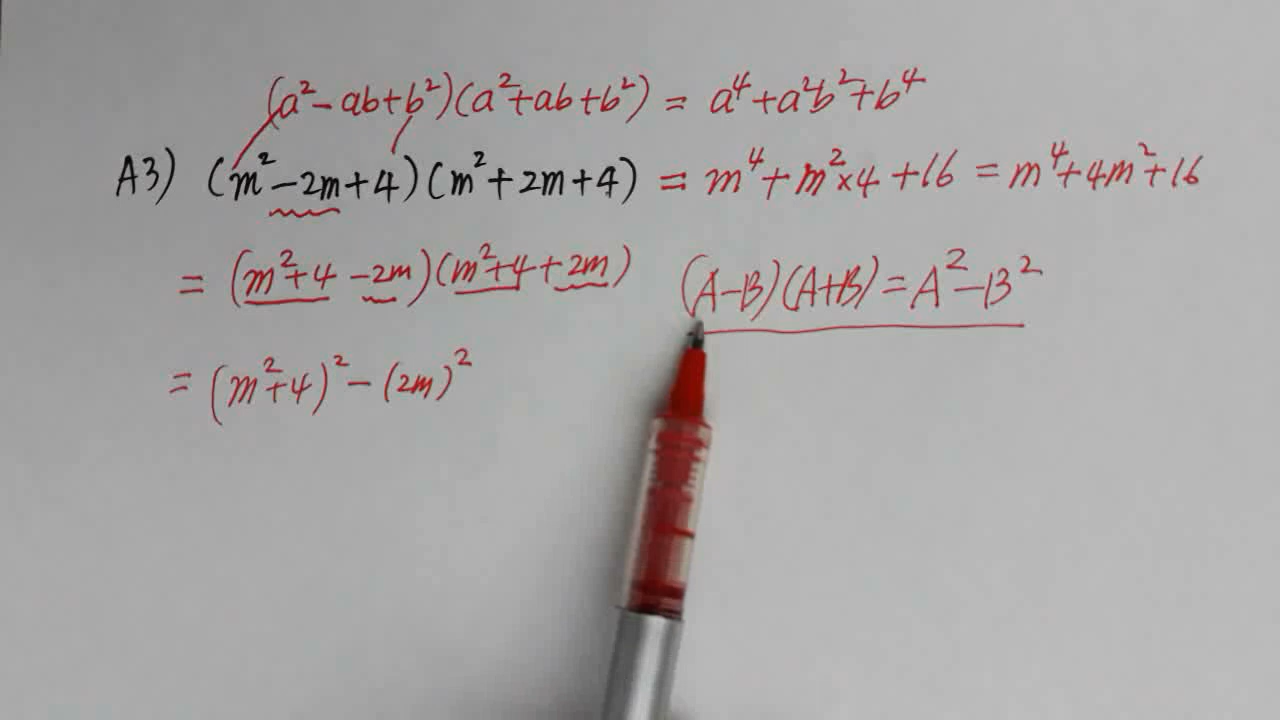 (a²-ab+b²)(a²+ab+b²) = a⁴+a²b²+b⁴
A3) (m²-2m+4)(m²+2m+4) = m⁴+m²×4+16 = m⁴+4m²+16
= (m²+4-2m)(m²+4+2m) (A-B)(A+B)=A²-B²
= (m²+4)²-(2m)²